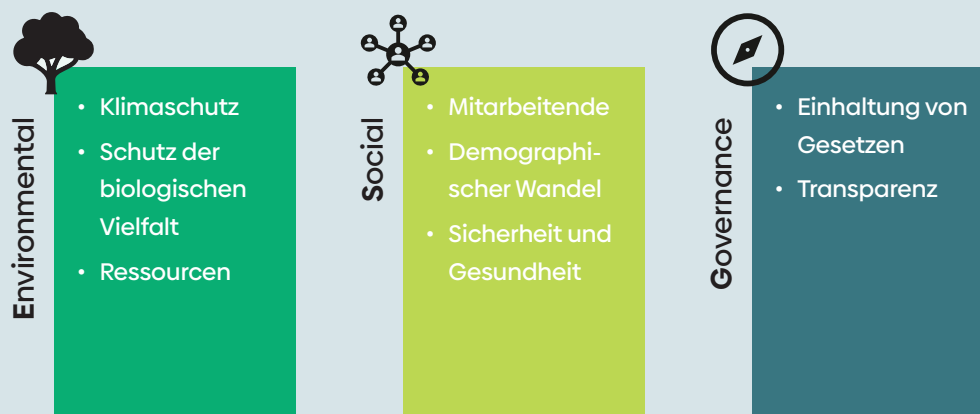 Environmental
• Klimaschutz
• Schutz der
biologischen
Vielfalt
• Ressourcen
Social
• Mitarbeitende
• Demographi-
scher Wandel
• Sicherheit und
Gesundheit
Governance
• Einhaltung von
Gesetzen
• Transparenz